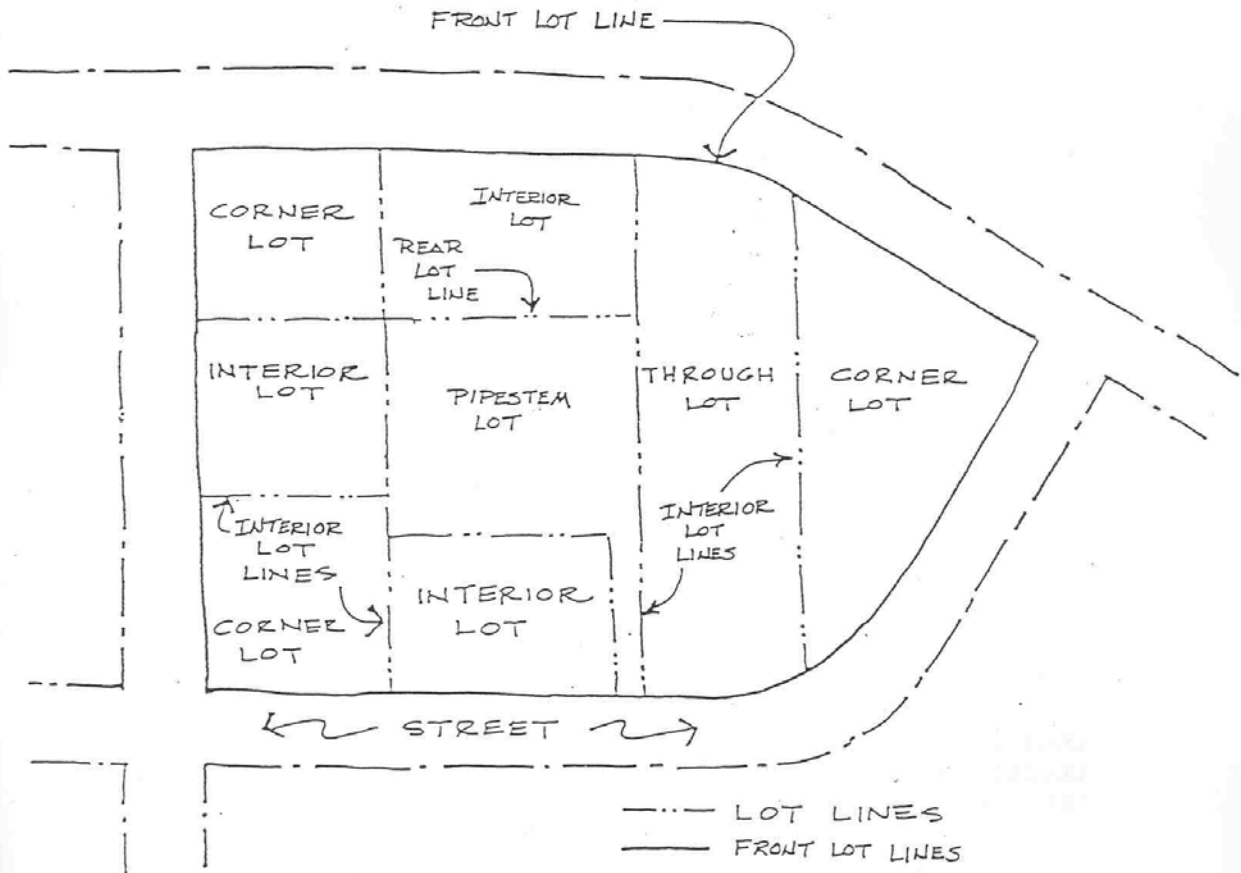 FRONT LOT LINE
CORNER
LOT
INTERIOR
LOT
REAR
LOT
LINE
INTERIOR
LOT
PIPESTEM
LOT
THROUGH
LOT
CORNER
LOT
INTERIOR
LOT
LINES
CORNER
LOT
INTERIOR
LOT
INTERIOR
LOT
LINES
STREET
LOT LINES
FRONT LOT LINES